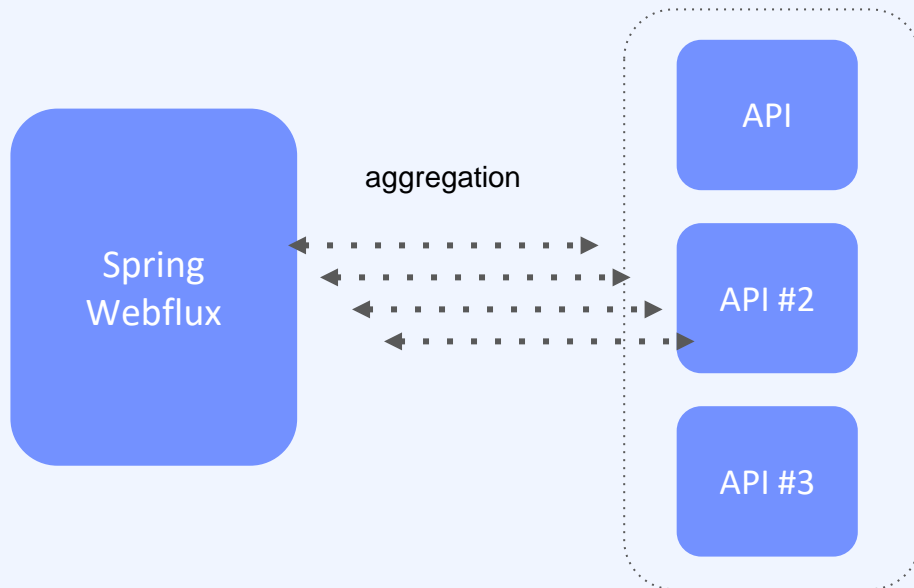 API
aggregation
Spring
Webflux
API #2
API #3